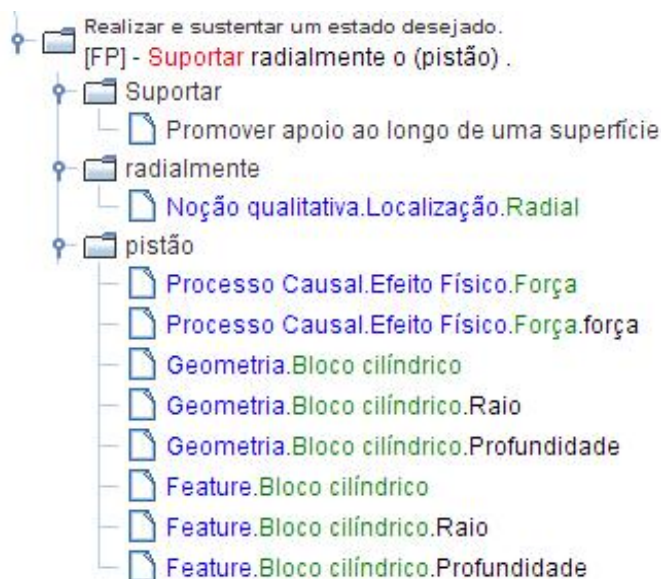 Realizar e sustentar um estado desejado.
[FP] - Suportar radialmente o (pistão) .
Suportar
Promover apoio ao longo de uma superfície
radialmente
Noção qualitativa.Localização.Radial
pistão
Processo Causal.Efeito Físico.Força
Processo Causal.Efeito Físico.Força.força
Geometria.Bloco cilíndrico
Geometria.Bloco cilíndrico.Raio
Geometria.Bloco cilíndrico.Profundidade
Feature.Bloco cilíndrico
Feature.Bloco cilíndrico.Raio
Feature.Bloco cilíndrico.Profundidade